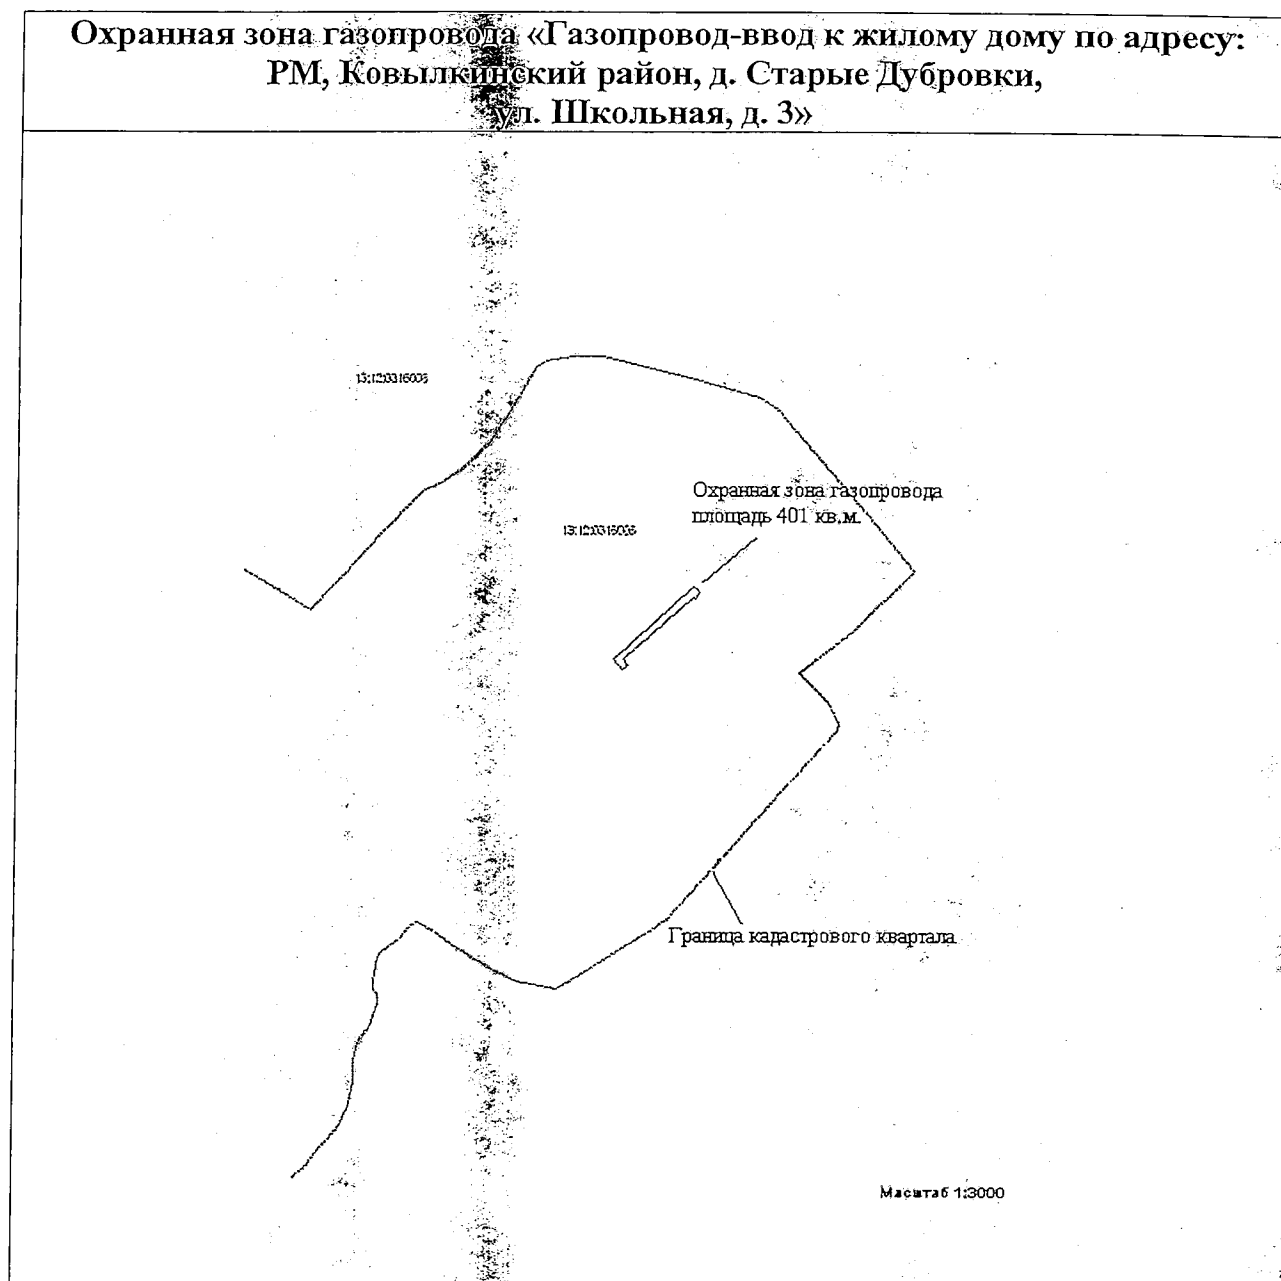 Охранная зона газопровода «Газопровод-ввод к жилому дому по адресу:
РМ, Ковылкинский район, д. Старые Дубровки,
ул. Школьная, д. 3»
Охранная зона газопровода
площадь 401 кв.м.
Граница кадастрового квартала
Масштаб 1:3000